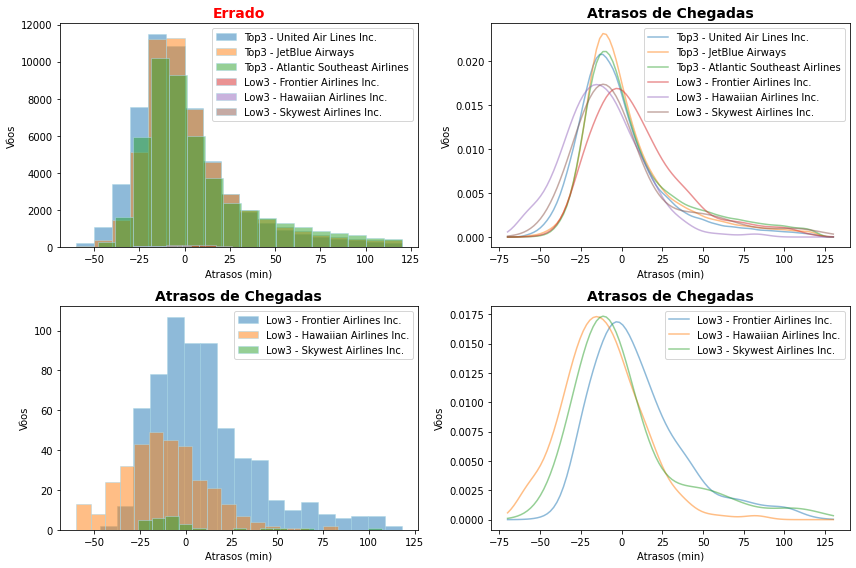 Errado
12000
10000
8000
6000
4000
2000
0
Vôos
Top3 - United Air Lines Inc.
Top3 - JetBlue Airways
Top3 - Atlantic Southeast Airlines
Low3 - Frontier Airlines Inc.
Low3 - Hawaiian Airlines Inc.
Low3 - Skywest Airlines Inc.
−50 −25 0 25 50 75 100 125
Atrasos (min)
Atrasos de Chegadas
0.020
0.015
0.010
0.005
0.000
Vôos
Top3 - United Air Lines Inc.
Top3 - JetBlue Airways
Top3 - Atlantic Southeast Airlines
Low3 - Frontier Airlines Inc.
Low3 - Hawaiian Airlines Inc.
Low3 - Skywest Airlines Inc.
−75 −50 −25 0 25 50 75 100 125
Atrasos (min)
Atrasos de Chegadas
100
80
60
40
20
0
Vôos
Low3 - Frontier Airlines Inc.
Low3 - Hawaiian Airlines Inc.
Low3 - Skywest Airlines Inc.
−50 −25 0 25 50 75 100 125
Atrasos (min)
Atrasos de Chegadas
0.0175
0.0150
0.0125
0.0100
0.0075
0.0050
0.0025
0.0000
Vôos
Low3 - Frontier Airlines Inc.
Low3 - Hawaiian Airlines Inc.
Low3 - Skywest Airlines Inc.
−75 −50 −25 0 25 50 75 100 125
Atrasos (min)